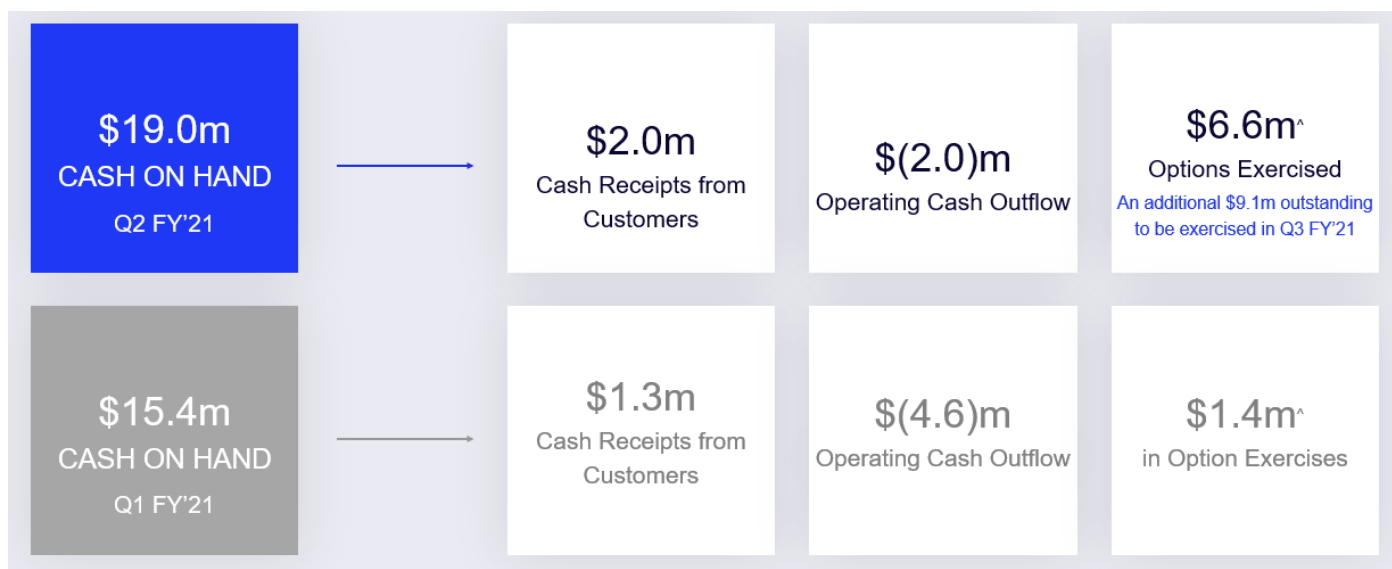 $19.0m
CASH ON HAND
Q2 FY’21
$2.0m
Cash Receipts from
Customers
$(2.0)m
Operating Cash Outflow
$6.6m^
Options Exercised
An additional $9.1m outstanding
to be exercised in Q3 FY’21
$15.4m
CASH ON HAND
Q1 FY’21
$1.3m
Cash Receipts from
Customers
$(4.6)m
Operating Cash Outflow
$1.4m^
in Option Exercises